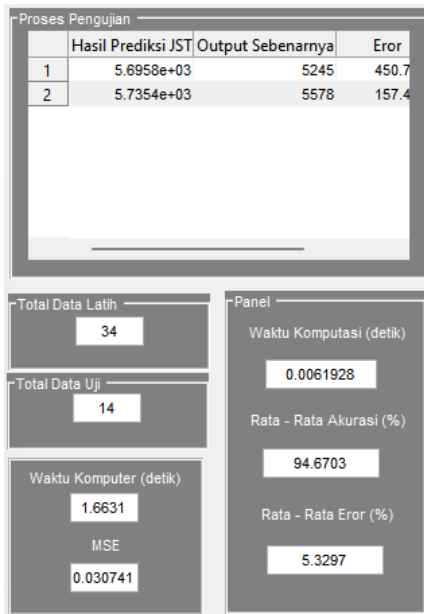 Proses Pengujian
Hasil Prediksi JST Output Sebenarnya Eror
1 5.6958e+03 5245 450.7
2 5.7354e+03 5578 157.4
Total Data Latih
34
Total Data Uji
14
Waktu Komputer (detik)
1.6631
MSE
0.030741
Panel
Waktu Komputasi (detik)
0.0061928
Rata - Rata Akurasi (%)
94.6703
Rata - Rata Eror (%)
5.3297